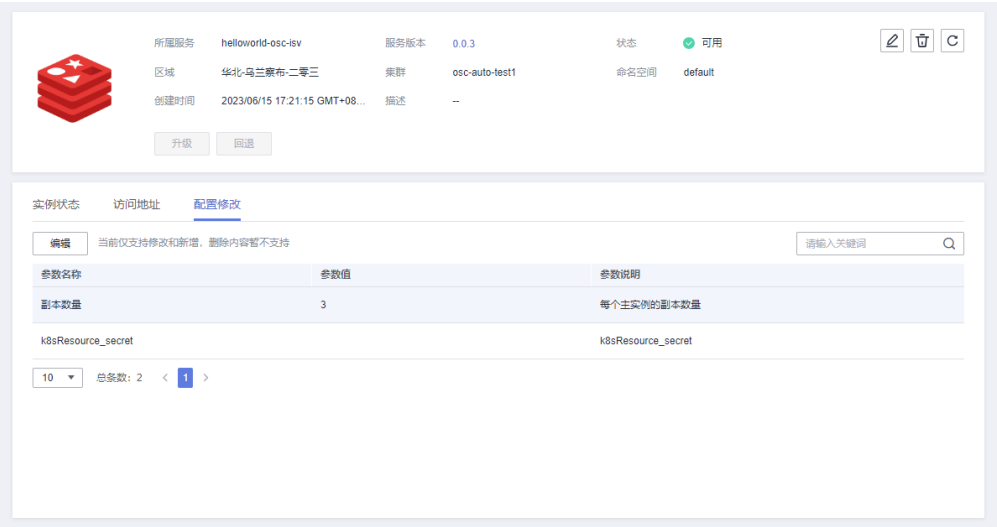 所属服务 helloworld-osc-isv 服务版本 0.0.3 状态 可用
区域 华北-乌兰察布-二零三 集群 osc-auto-test1 命名空间 default
创建时间 2023/06/15 17:21:15 GMT+08... 描述 --
升级 回退
实例状态 访问地址 配置修改
编辑 当前仅支持修改和新增，删除内容暂不支持 请输入关键词
参数名称 参数值 参数说明
副本数量 3 每个主实例的副本数量
k8sResource_secret k8sResource_secret
10 总条数：2 < 1 >